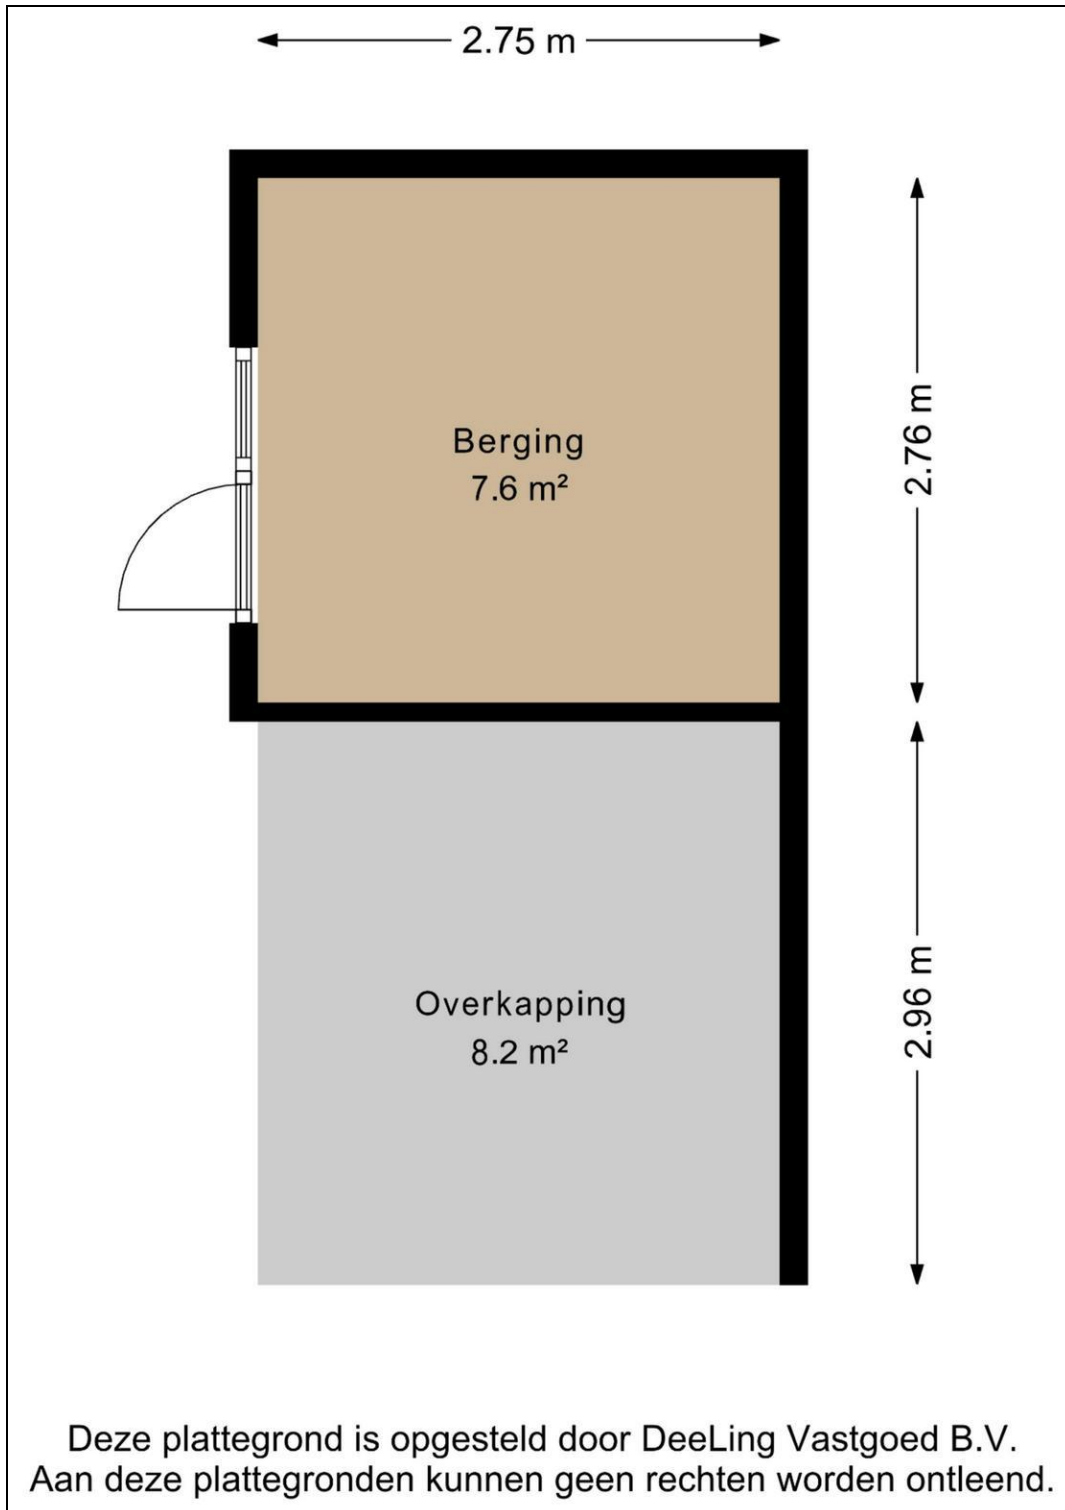 2.75 m
Berging
7.6 m²
2.76 m
Overkapping
8.2 m²
2.96 m
Deze plattegrond is opgesteld door DeeLing Vastgoed B.V.
Aan deze plattegronden kunnen geen rechten worden ontleend.